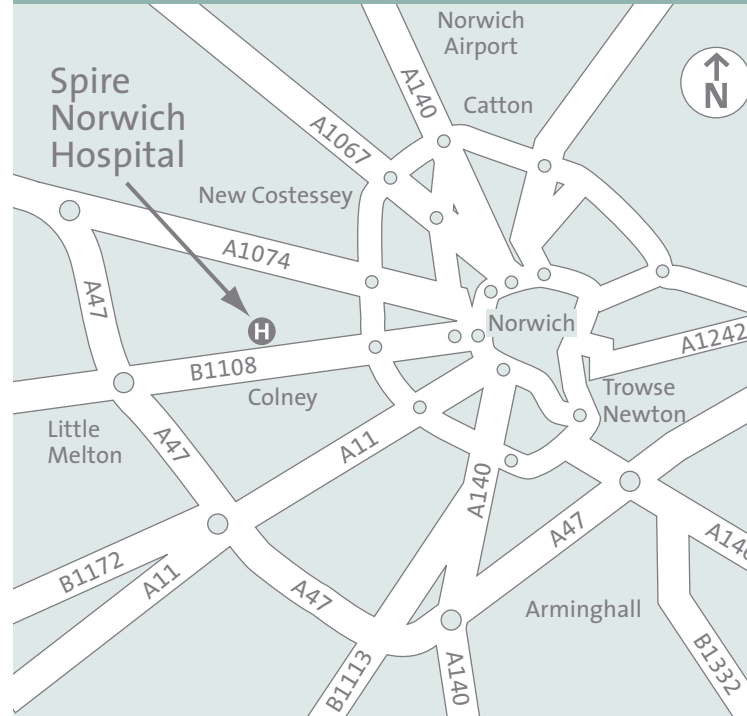 Norwich
Airport
A140
Catton
N
Spire
Norwich
Hospital
A1067
New Costessey
A1074
A47
H
Norwich
A1242
B1108
Colney
Trowse
Newton
Little
Melton
A47
A11
A140
A47
A146
B1172
A11
A47
Arminghall
B1113
A140
B1332